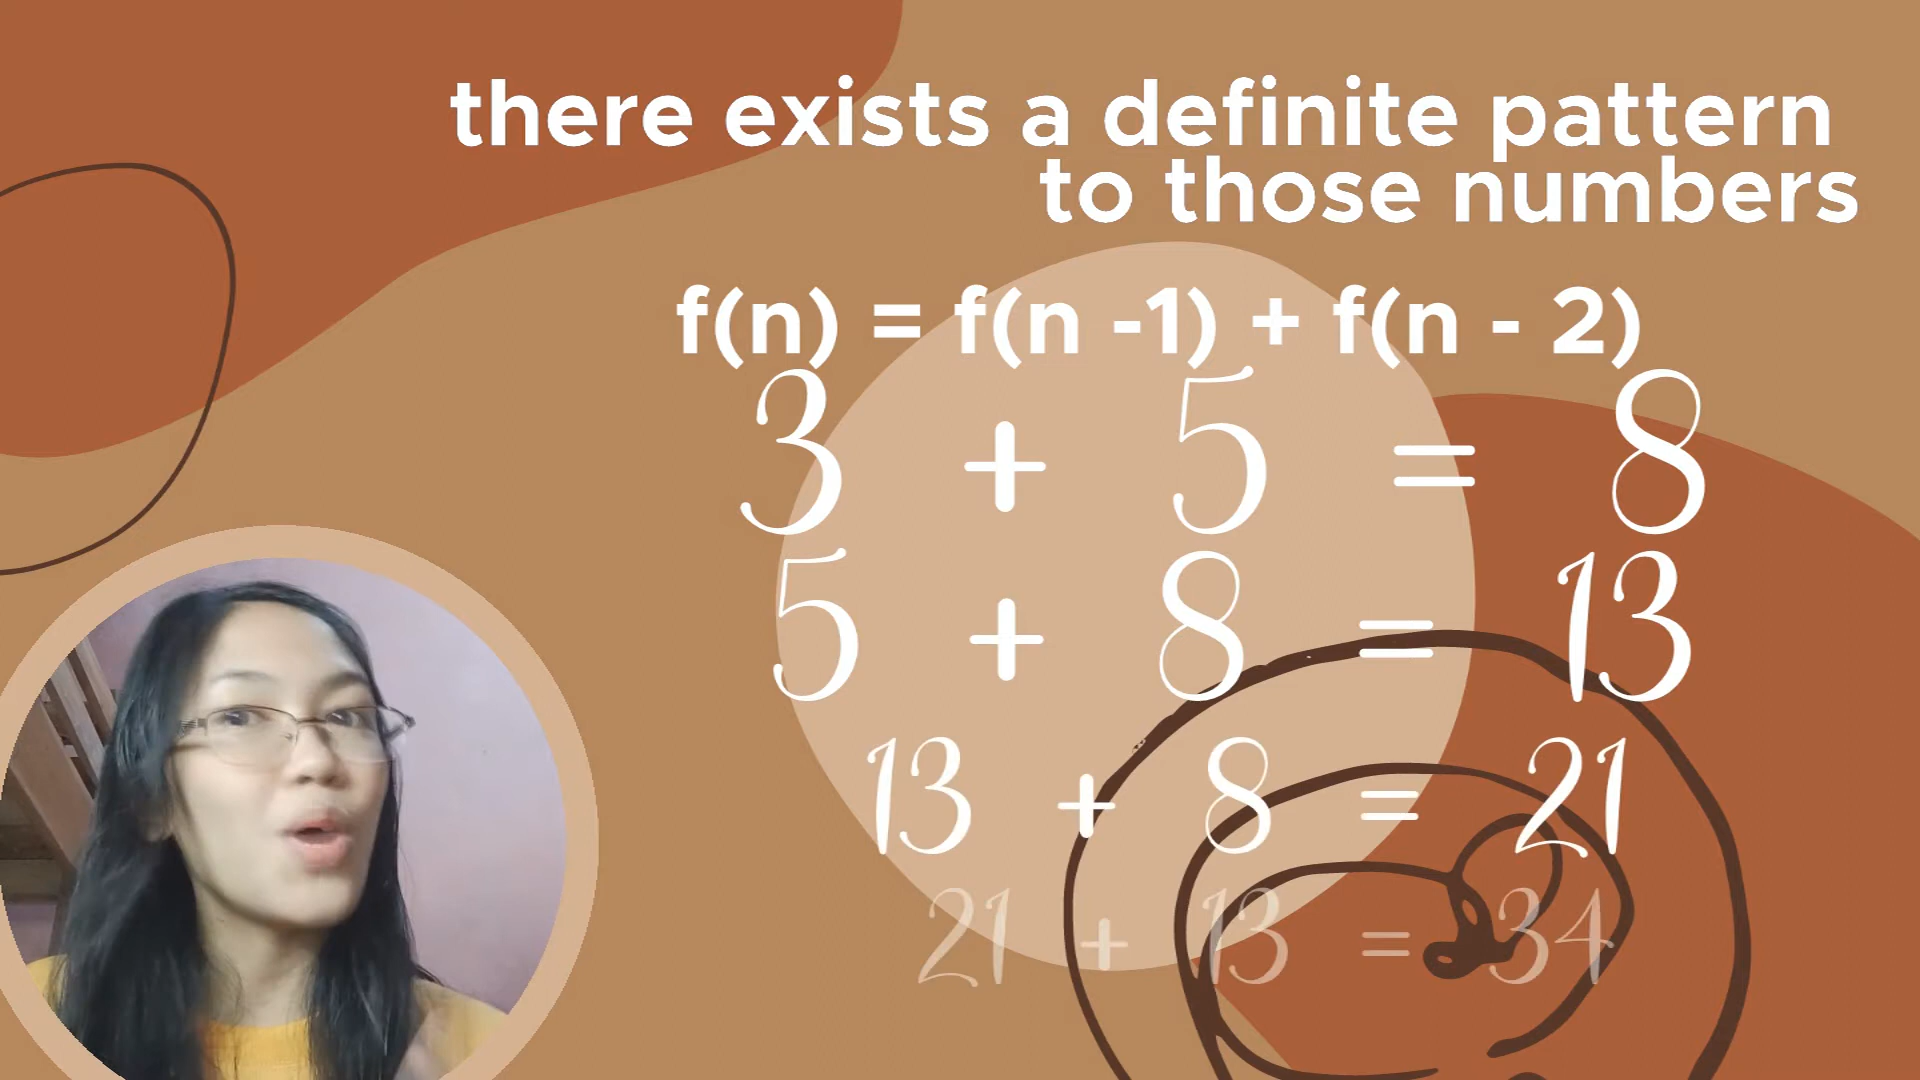 there exists a definite pattern
to those numbers
f(n) = f(n -1) + f(n - 2)
3 + 5 = 8
5 + 8 = 13
13 + 8 = 21
21 + 13 = 34